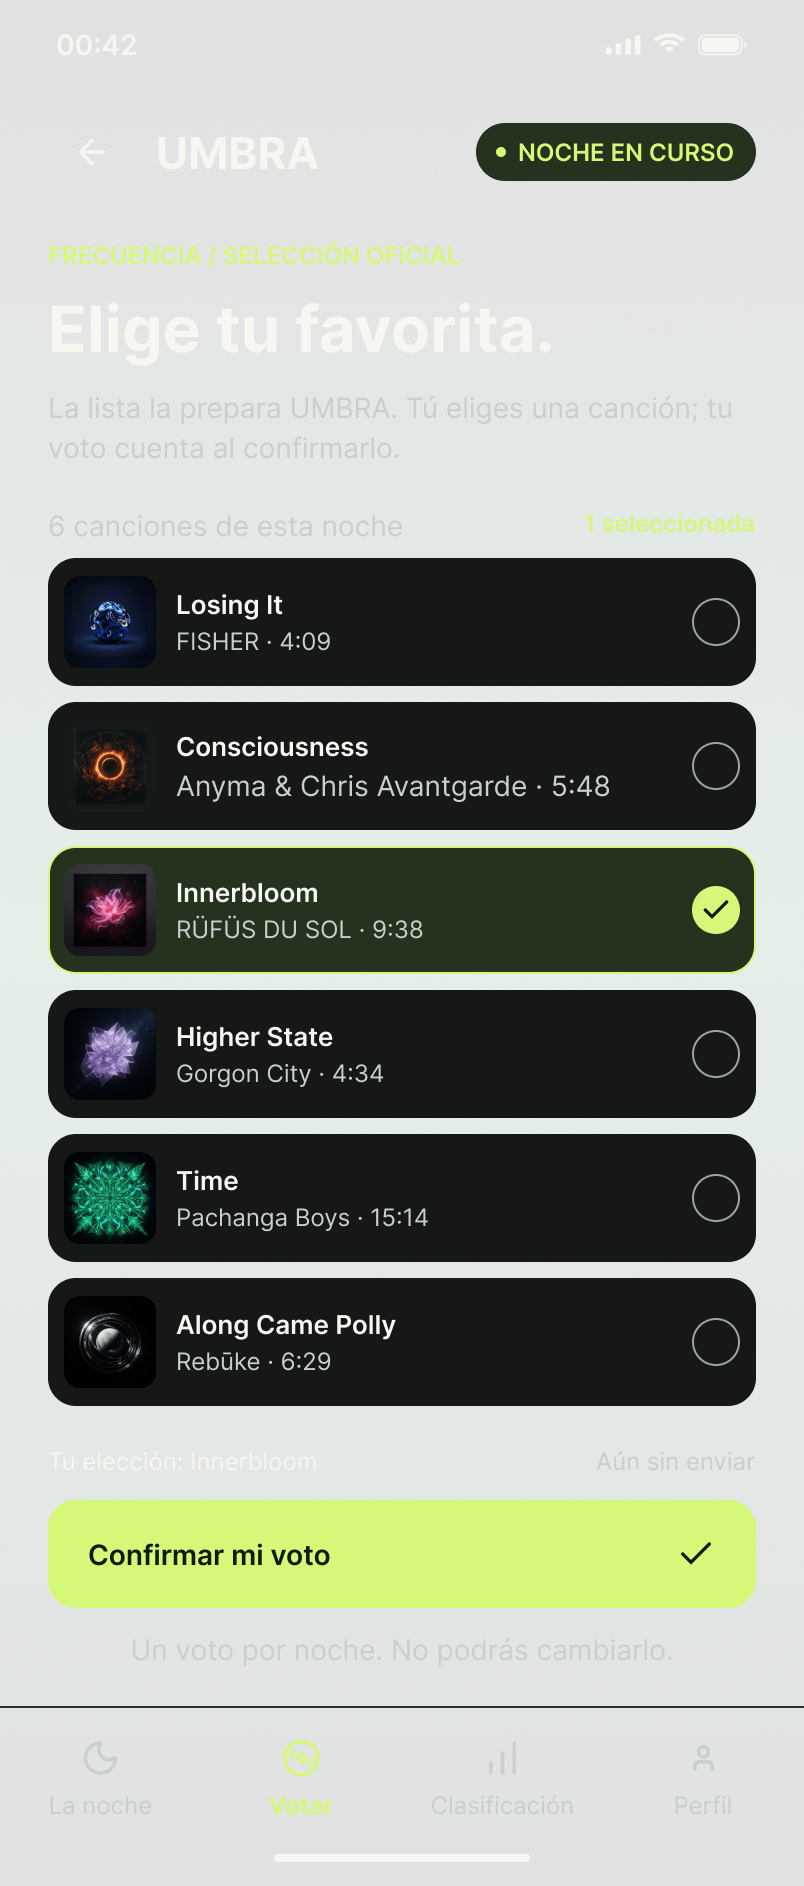 00:42
UMBRA
NOCHE EN CURSO
FRECUENCIA / SELECCIÓN OFICIAL
Elige tu favorita.
La lista la prepara UMBRA. Tú eliges una canción; tu
voto cuenta al confirmarlo.
6 canciones de esta noche
1 seleccionada
Losing It
FISHER · 4:09
Consciousness
Anyma & Chris Avantgarde · 5:48
Innerbloom
RÜFÜS DU SOL · 9:38
Higher State
Gorgon City · 4:34
Time
Pachanga Boys · 15:14
Along Came Polly
Rebūke · 6:29
Tu elección: Innerbloom
Aún sin enviar
Confirmar mi voto
Un voto por noche. No podrás cambiarlo.
La noche
Votar
Clasificación
Perfil